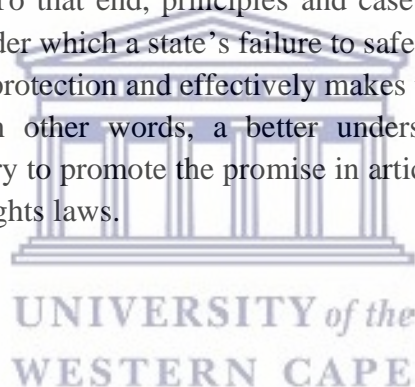 To that end, principles and case
der which a state's failure to safe
protection and effectively makes
other words, a better unders
ry to promote the promise in artic
ghts laws.
UNIVERSITY of the
WESTERN CAPE